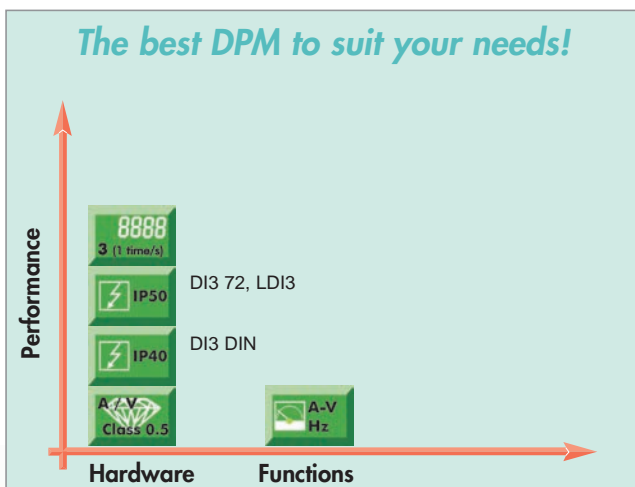 The best DPM to suit your needs!
Performance
8888
3 (1 time/s)
IP50
DI3 72, LDI3
IP40
DI3 DIN
A / V
Class 0.5
A-V
Hz
Hardware
Functions